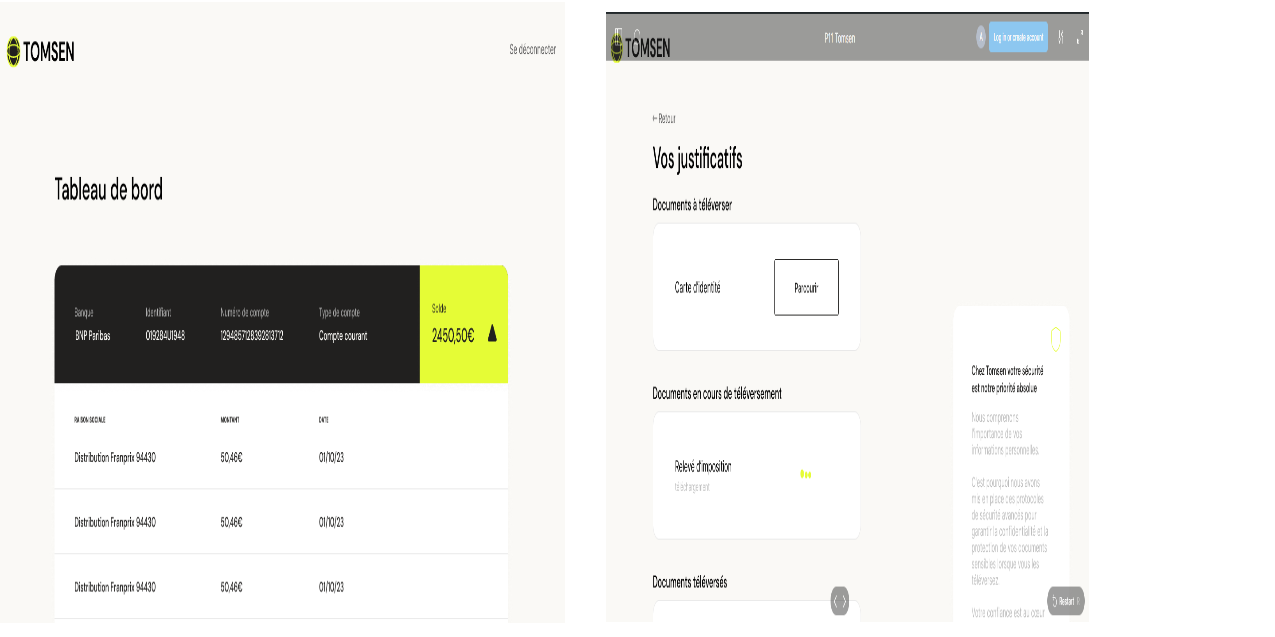 TOMSEN
Se déconnecter
Tableau de bord
Banque Identifiant Numéro de compte Type de compte Solde
BNP Paribas 019284U1948 1294857128392813712 Compte courant 2450,50€
RAISON SOCIALE MONTANT DATE
Distribution Franprix 94430 50,46€ 01/10/23
Distribution Franprix 94430 50,46€ 01/10/23
Distribution Franprix 94430 50,46€ 01/10/23
TOMSEN
P11 Tomsen
A Log in or create account
← Retour
Vos justificatifs
Documents à téléverser
Carte d'identité Parcourir
Documents en cours de téléversement
Relevé d'imposition
téléchargement
Documents téléversés
Chez Tomsen votre sécurité
est notre priorité absolue
Nous comprenons
l'importance de vos
informations personnelles.
C'est pourquoi nous avons
mis en place des protocoles
de sécurité avancés pour
garantir la confidentialité et la
protection de vos documents
sensibles lorsque vous les
téléversez.
Votre confiance est au cœur
Restart R